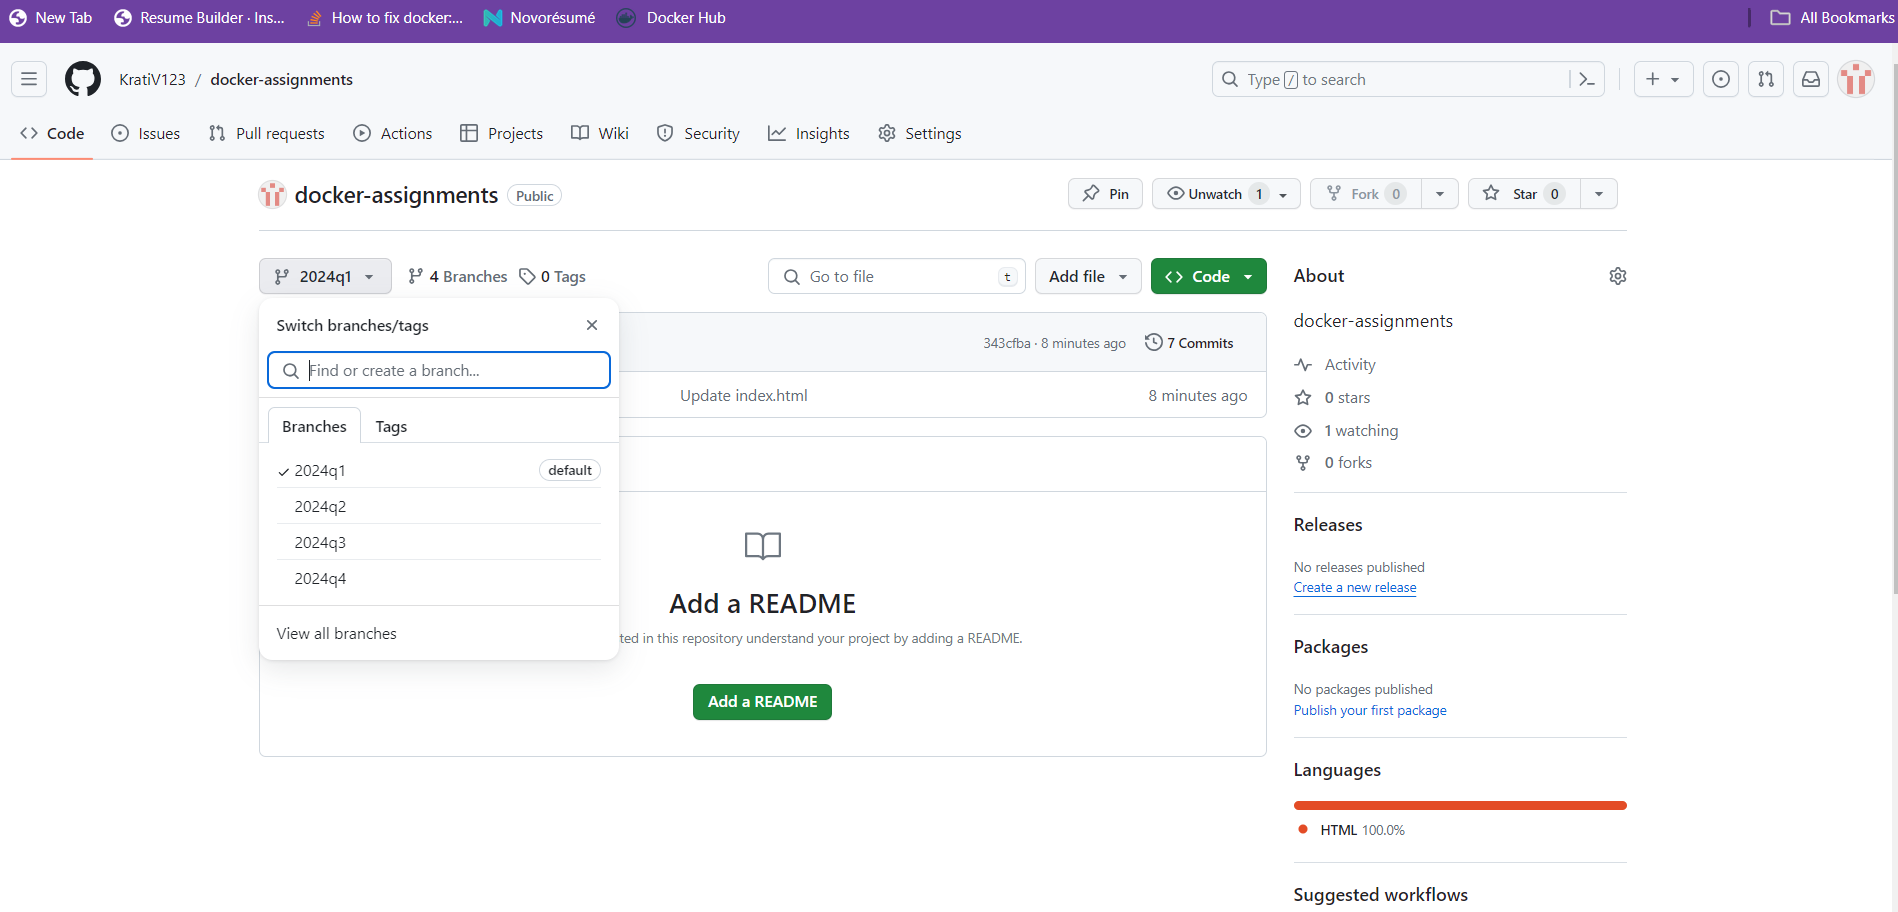 New Tab Resume Builder · Ins... How to fix docker:... Novorésumé Docker Hub All Bookmarks
KratiV123 / docker-assignments Type / to search
Code Issues Pull requests Actions Projects Wiki Security Insights Settings
docker-assignments Public Pin Unwatch 1 Fork 0 Star 0
2024q1 4 Branches 0 Tags Go to file t Add file Code About
Switch branches/tags
Find or create a branch...
Branches Tags
2024q1 default
2024q2
2024q3
2024q4
View all branches
343cfba · 8 minutes ago 7 Commits
Update index.html 8 minutes ago
Add a README
ted in this repository understand your project by adding a README.
Add a README
docker-assignments
Activity
0 stars
1 watching
0 forks
Releases
No releases published
Create a new release
Packages
No packages published
Publish your first package
Languages
HTML 100.0%
Suggested workflows